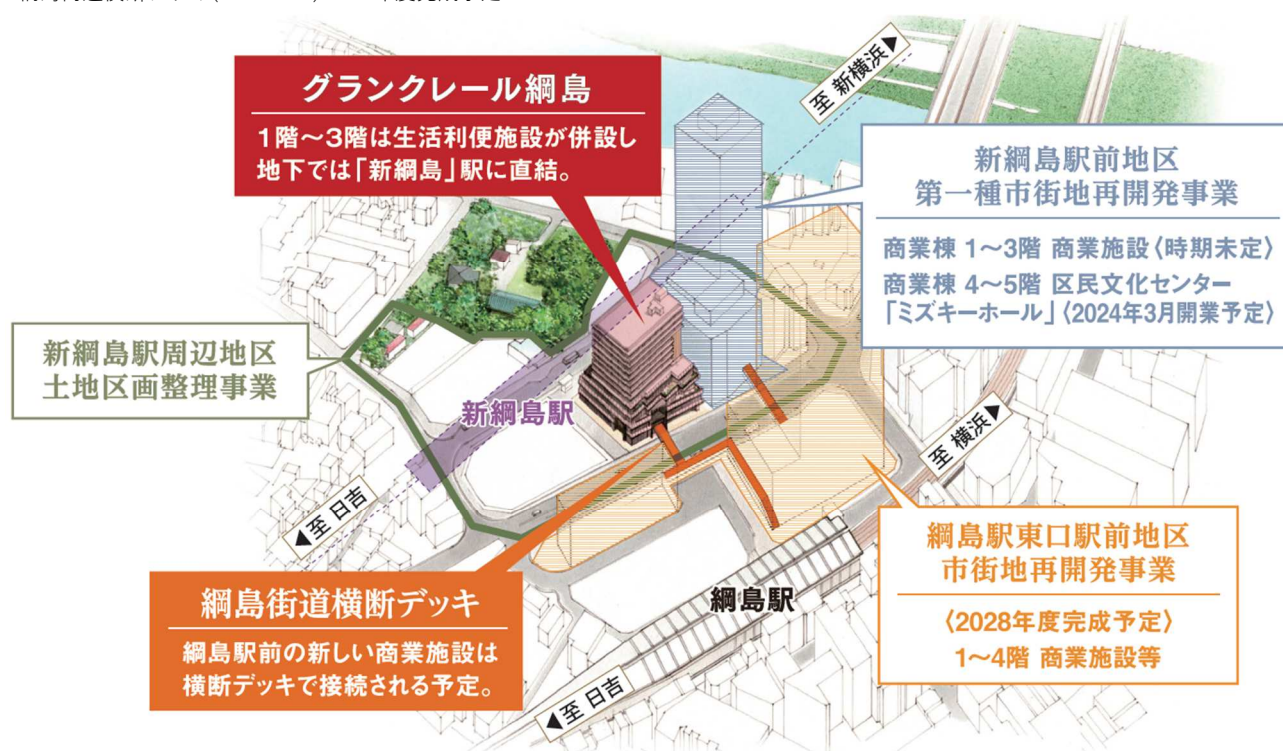 グランクレール綱島
1階～3階は生活利便施設が併設し
地下では「新綱島」駅に直結。
至 新横浜▶
新綱島駅前地区
第一種市街地再開発事業
商業棟 1～3階 商業施設〈時期未定〉
商業棟 4～5階 区民文化センター
「ミズキーホール」〈2024年3月開業予定〉
新綱島駅周辺地区
土地区画整理事業
新綱島駅
至 横浜▶
◀至 日吉
綱島街道横断デッキ
綱島駅前の新しい商業施設は
横断デッキで接続される予定。
綱島駅
綱島駅東口駅前地区
市街地再開発事業
〈2028年度完成予定〉
1～4階 商業施設等
◀至 日吉